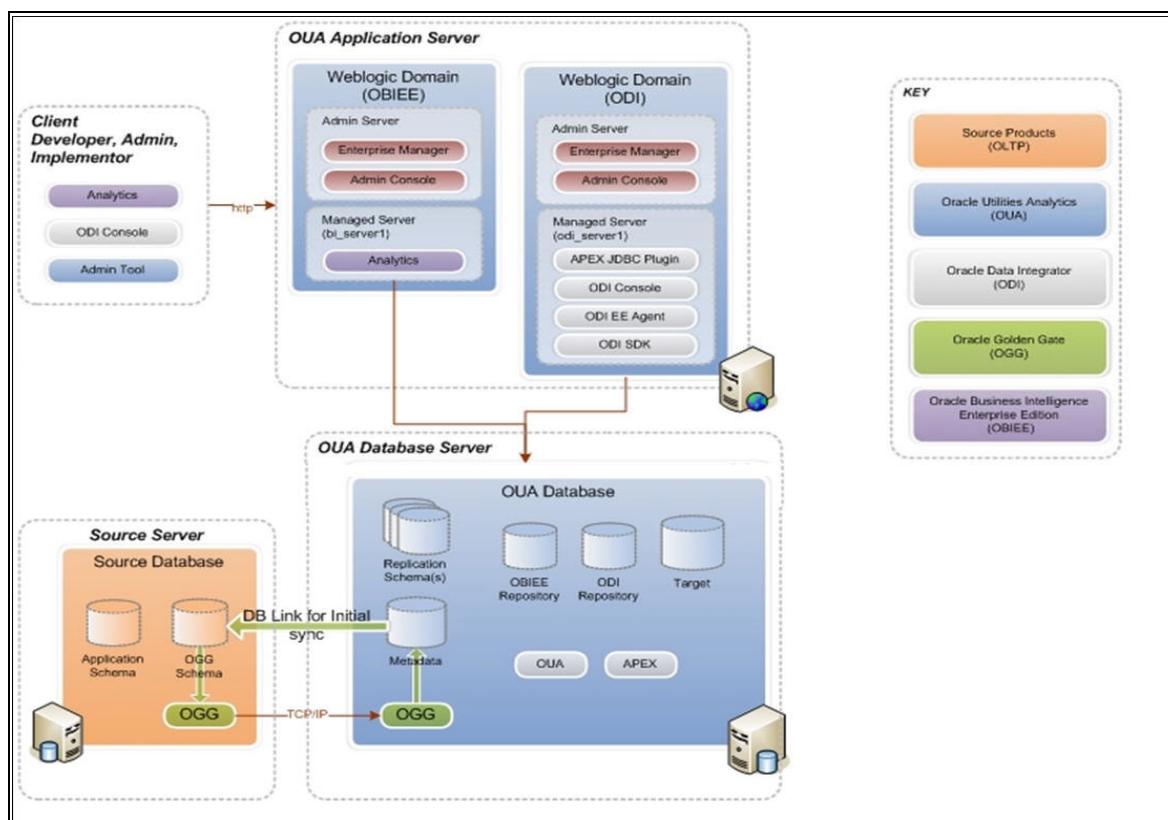 OUA Application Server
Weblogic Domain
(OBIEE)
Admin Server
Enterprise Manager
Admin Console
Managed Server
(bi_server1)
Analytics
Weblogic Domain
(ODI)
Admin Server
Enterprise Manager
Admin Console
Managed Server
(odi_server1)
APEX JDBC Plugin
ODI Console
ODI EE Agent
ODI SDK
Client
Developer, Admin,
Implementor
Analytics
ODI Console
Admin Tool
http
KEY
Source Products
(OLTP)
Oracle Utilities Analytics
(OUA)
Oracle Data Integrator
(ODI)
Oracle Golden Gate
(OGG)
Oracle Business Intelligence
Enterprise Edition
(OBIEE)
OUA Database Server
OUA Database
Replication
Schema(s)
OBIEE
Repository
ODI
Repository
Target
Metadata
OUA
APEX
OGG
Source Server
Source Database
Application
Schema
OGG
Schema
OGG
DB Link for Initial
sync
TCP/IP